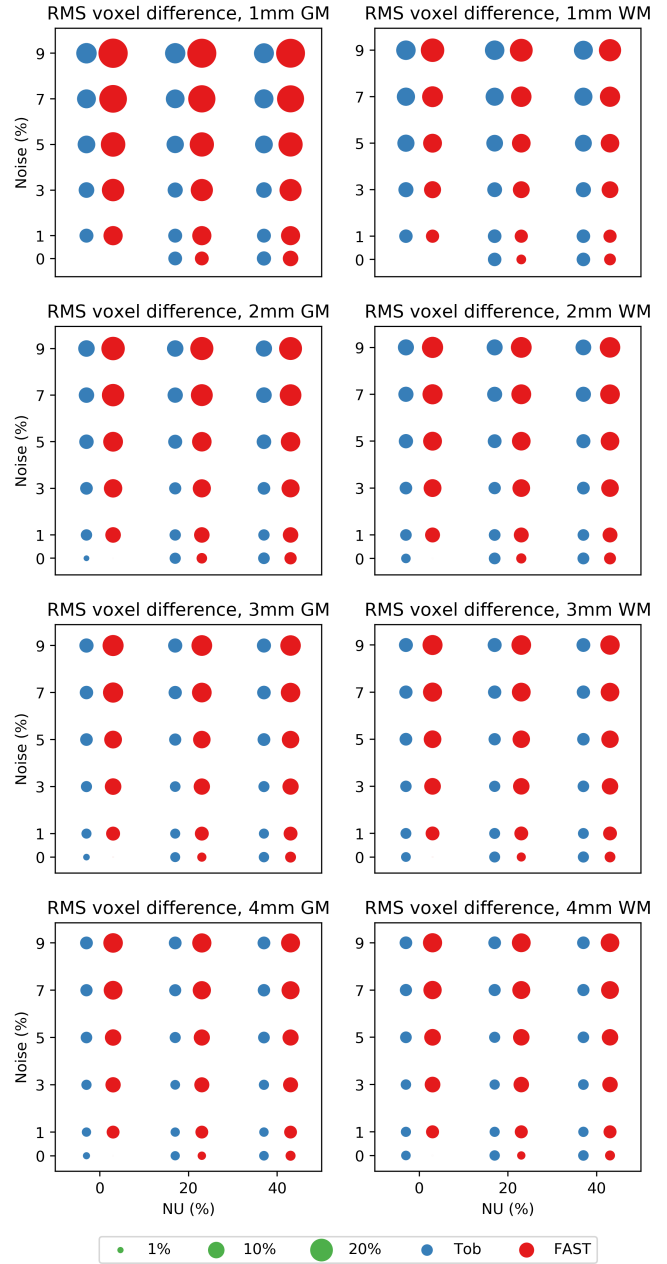 RMS voxel difference, 1mm GM
RMS voxel difference, 1mm WM
Noise (%)
9
7
5
3
1
0
9
7
5
3
1
0
RMS voxel difference, 2mm GM
RMS voxel difference, 2mm WM
Noise (%)
9
7
5
3
1
0
9
7
5
3
1
0
RMS voxel difference, 3mm GM
RMS voxel difference, 3mm WM
Noise (%)
9
7
5
3
1
0
9
7
5
3
1
0
RMS voxel difference, 4mm GM
RMS voxel difference, 4mm WM
Noise (%)
9
7
5
3
1
0
9
7
5
3
1
0
0 20 40
NU (%)
0 20 40
NU (%)
1% 10% 20% Tob FAST